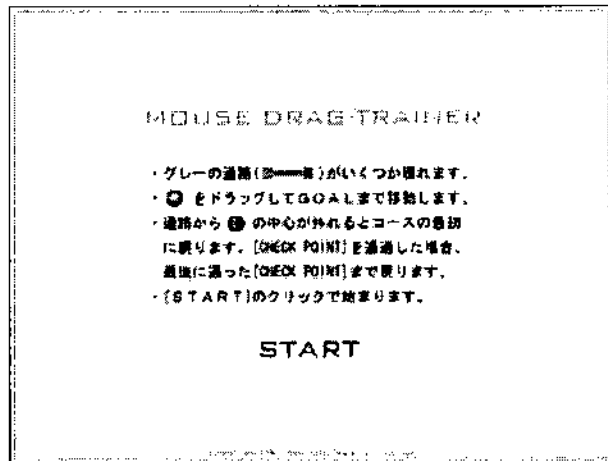 MOUSE DRAG-TRAINER
・グレーの通路( )がいくつか現れます。
・ をドラッグしてGOALまで移動します。
・通路から の中心が外れるとコースの最初
に戻ります。[CHECK POINT]を通過した場合、
最後に通った[CHECK POINT]まで戻ります。
・[START]のクリックで始まります。
START